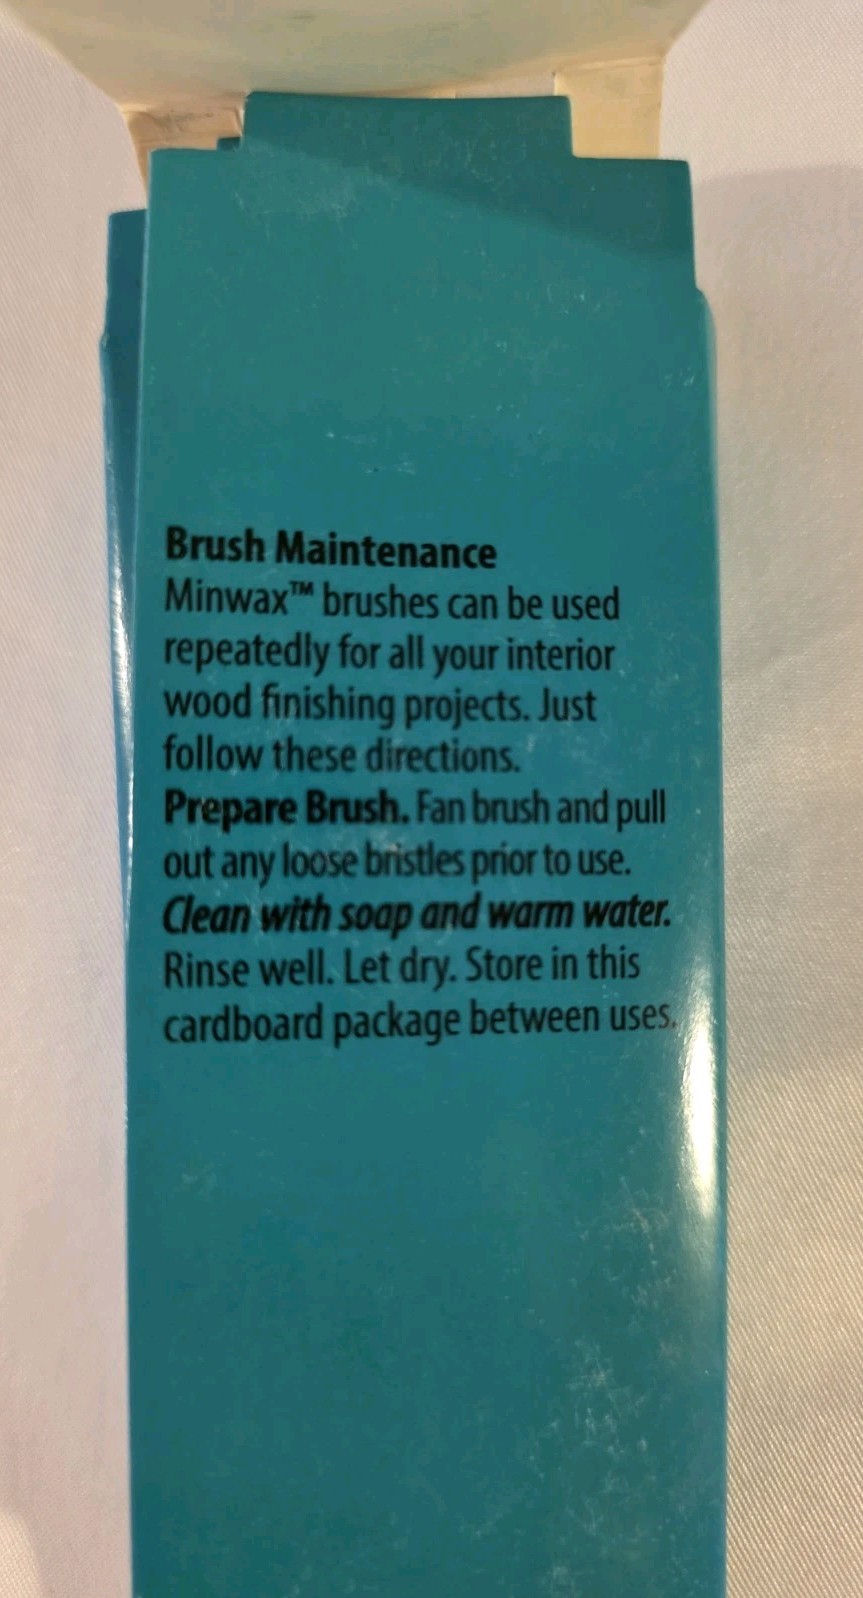 Brush Maintenance
Minwax™ brushes can be used
repeatedly for all your interior
wood finishing projects. Just
follow these directions.
Prepare Brush. Fan brush and pull
out any loose bristles prior to use.
Clean with soap and warm water.
Rinse well. Let dry. Store in this
cardboard package between uses.